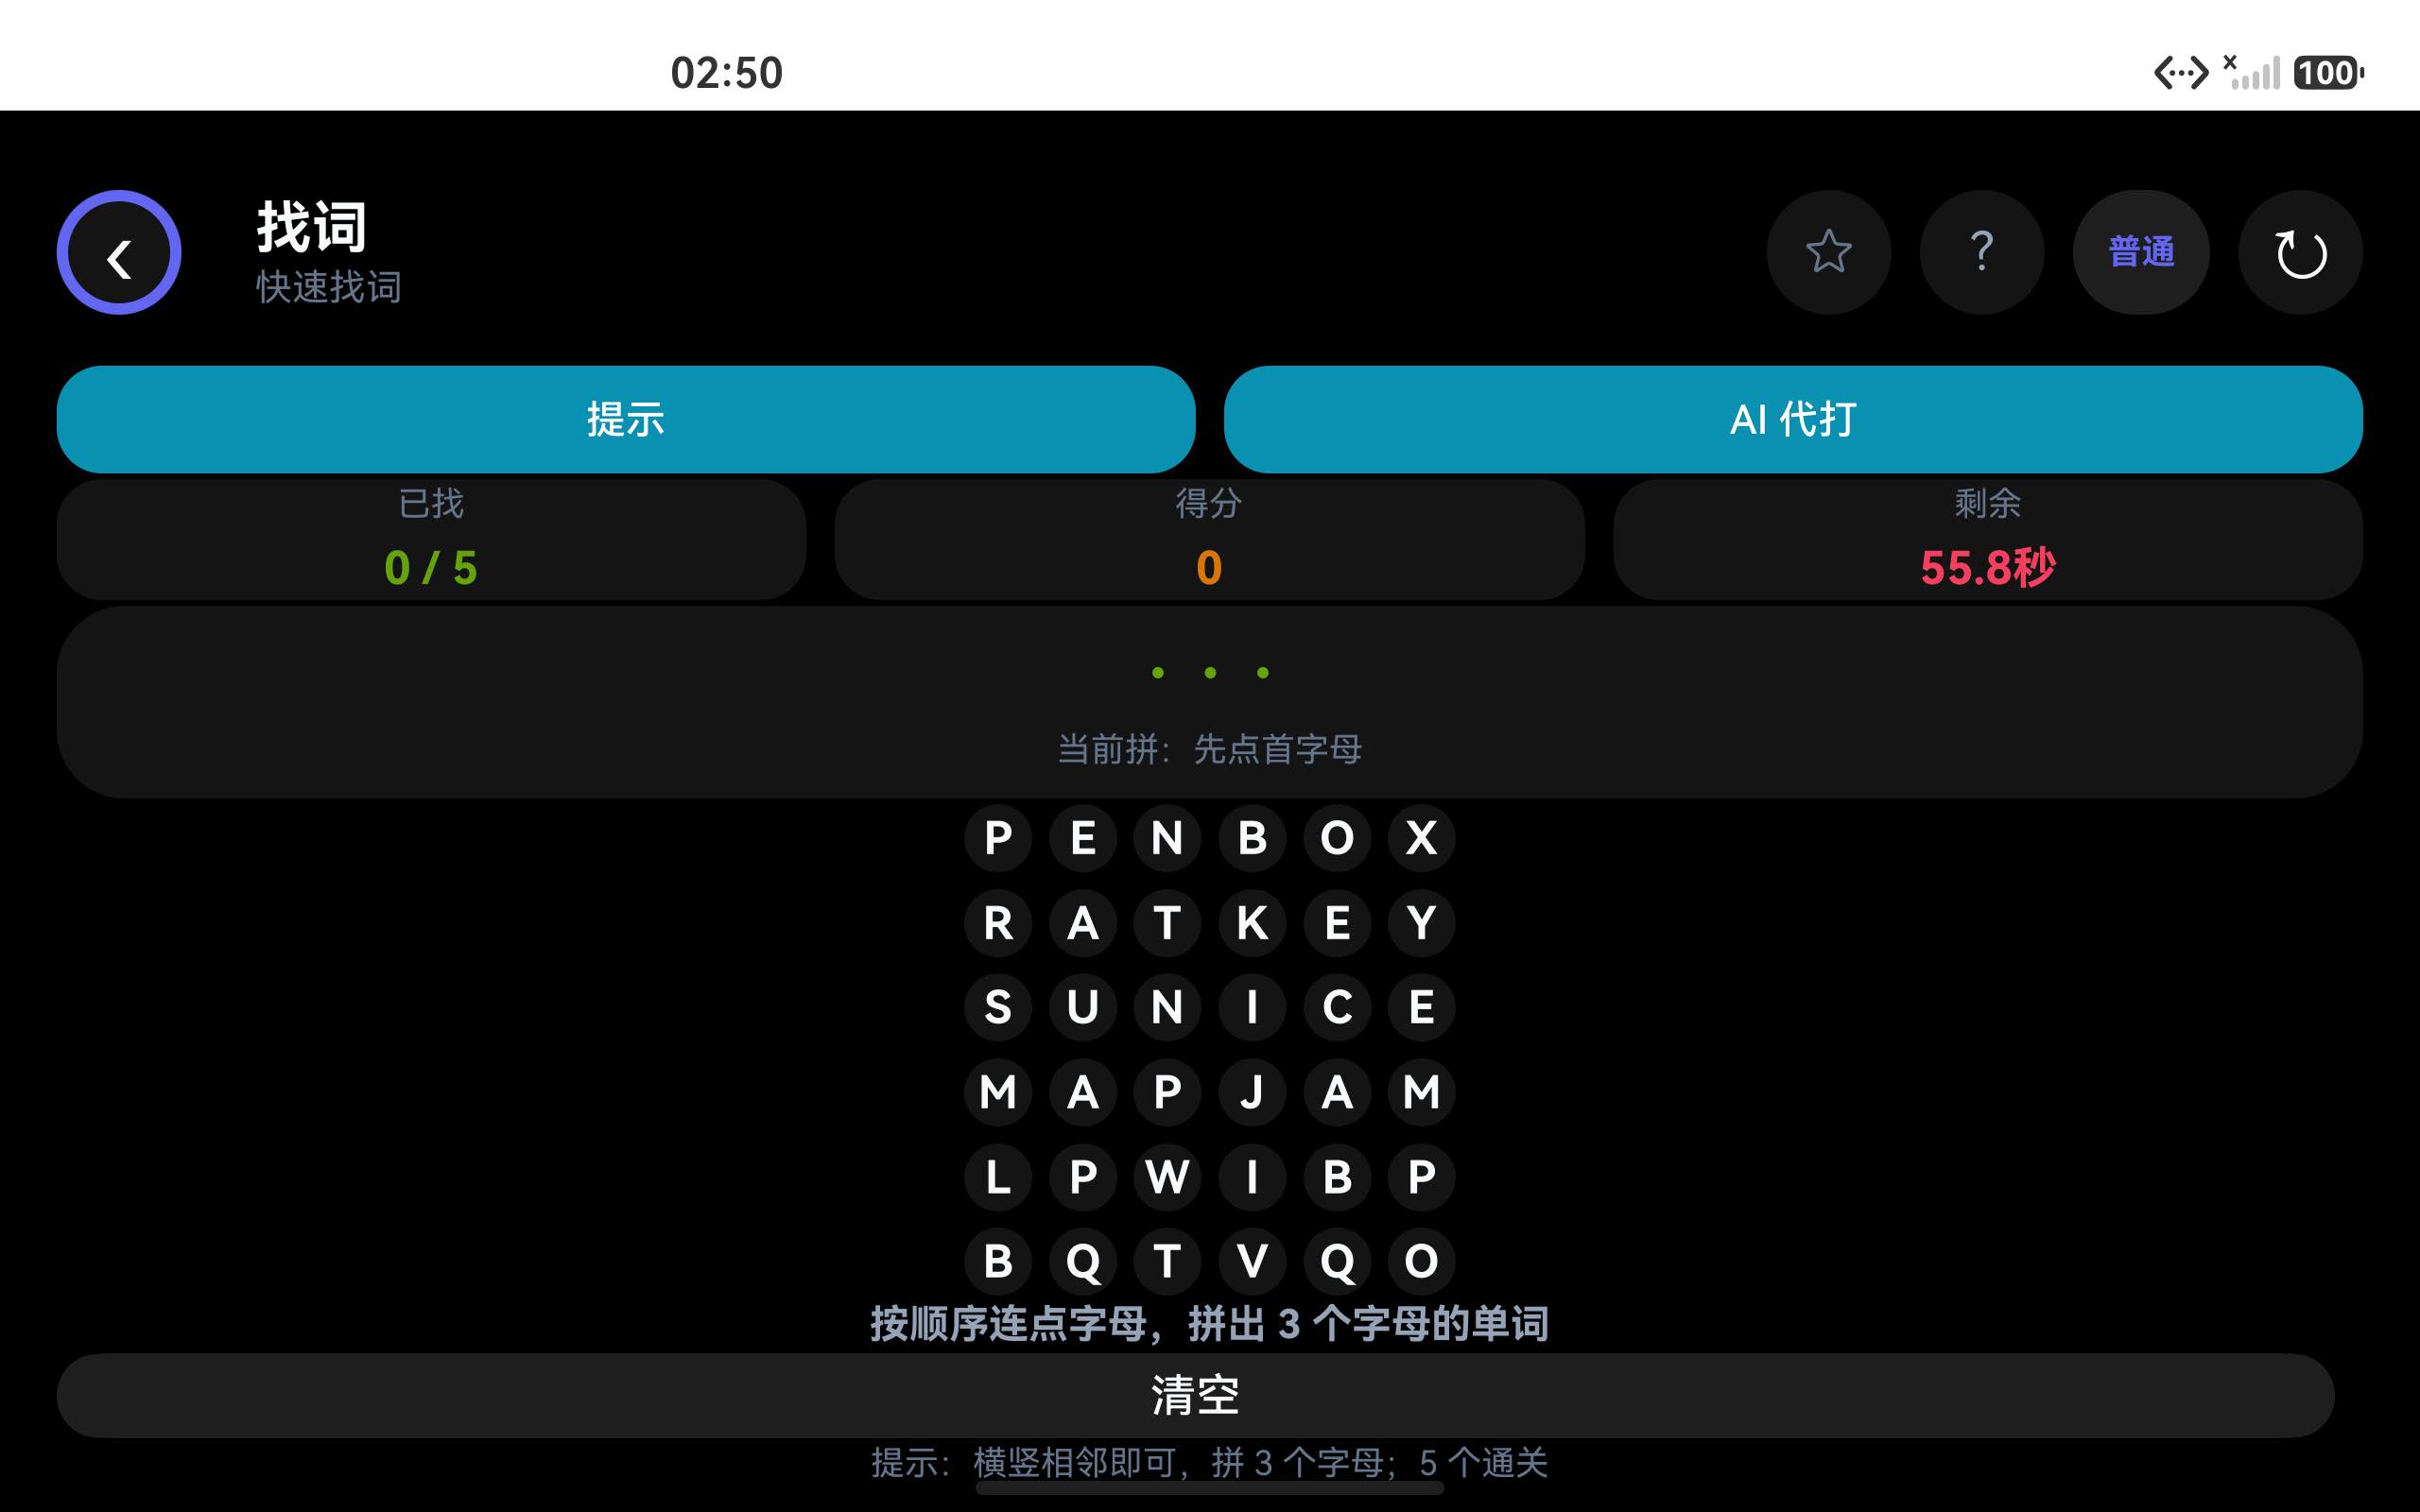 02:50
100
找词
快速找词
?
普通
提示
AI 代打
已找
得分
剩余
0 / 5
0
55.8秒
• • •
当前拼：先点首字母
P E N B O X
R A T K E Y
S U N I C E
M A P J A M
L P W I B P
B Q T V Q O
按顺序连点字母，拼出 3 个字母的单词
清空
提示：横竖相邻即可，拼 3 个字母；5 个通关